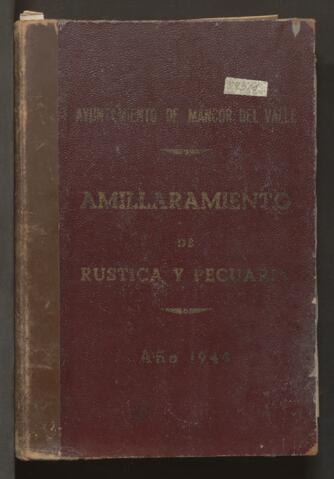 AYUNTAMIENTO DE MANCOR DEL VALLE
AMILLARAMIENTO
DE
RUSTICA Y PECUARIA
Año 1944